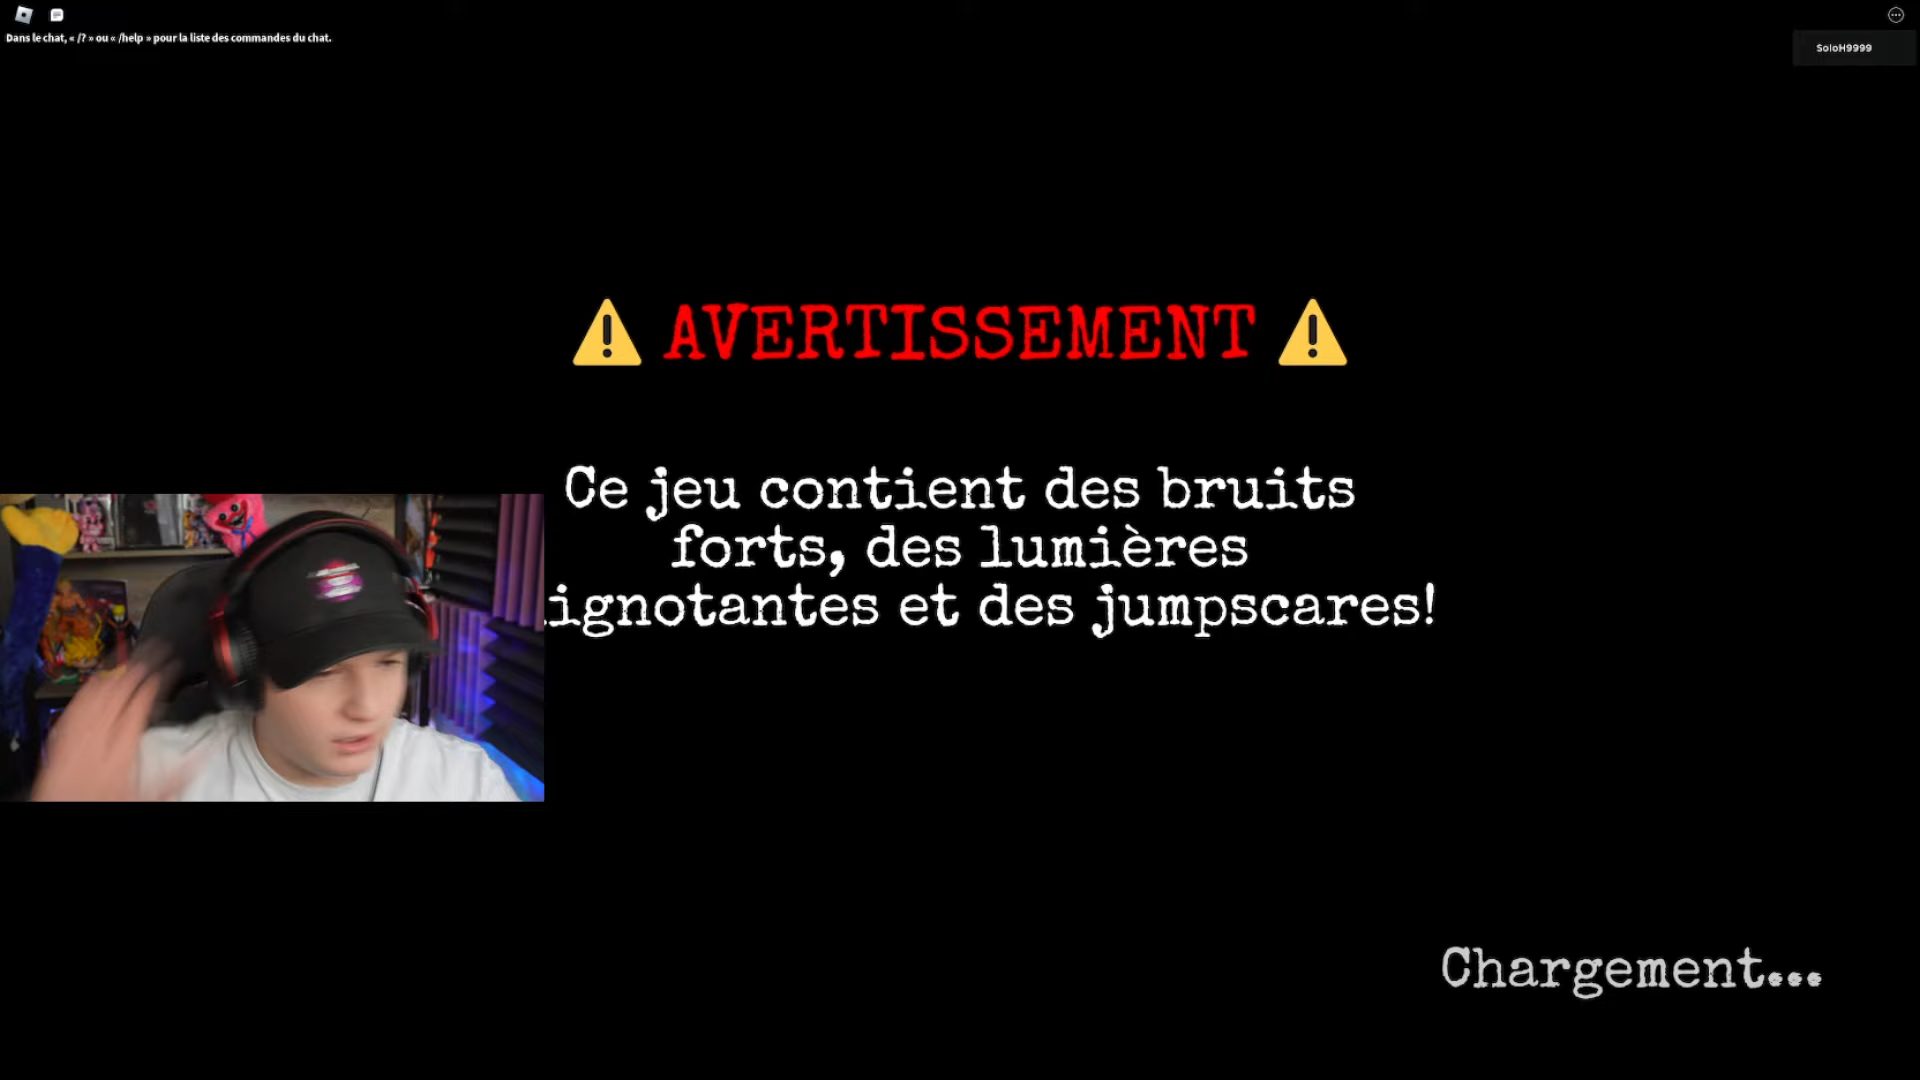 Dans le chat, « /? » ou « /help » pour la liste des commandes du chat.
SoloH9999
AVERTISSEMENT
Ce jeu contient des bruits
forts, des lumières
et des jumpscares!
Chargement...